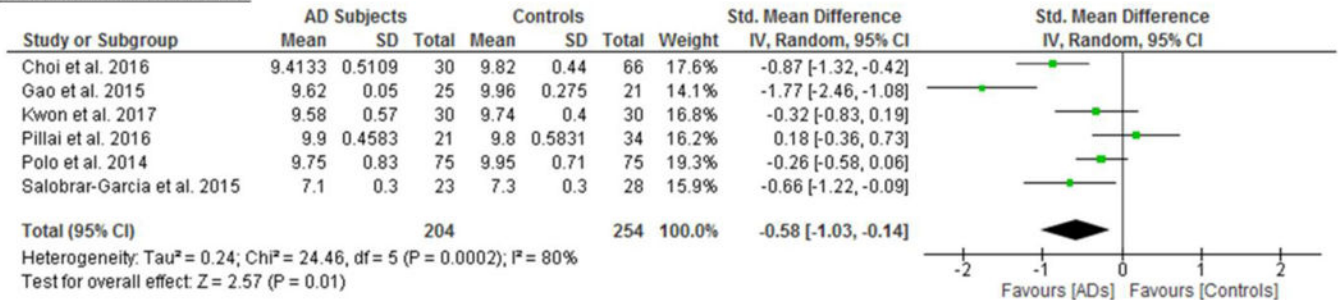 AD Subjects Controls Std. Mean Difference Std. Mean Difference
Study or Subgroup Mean SD Total Mean SD Total Weight IV, Random, 95% CI IV, Random, 95% CI
Choi et al. 2016 9.4133 0.5109 30 9.82 0.44 66 17.6% -0.87 [-1.32, -0.42]
Gao et al. 2015 9.62 0.05 25 9.96 0.275 21 14.1% -1.77 [-2.46, -1.08]
Kwon et al. 2017 9.58 0.57 30 9.74 0.4 30 16.8% -0.32 [-0.83, 0.19]
Pillai et al. 2016 9.9 0.4583 21 9.8 0.5831 34 16.2% 0.18 [-0.36, 0.73]
Polo et al. 2014 9.75 0.83 75 9.95 0.71 75 19.3% -0.26 [-0.58, 0.06]
Salobrar-Garcia et al. 2015 7.1 0.3 23 7.3 0.3 28 15.9% -0.66 [-1.22, -0.09]
Total (95% CI) 204 254 100.0% -0.58 [-1.03, -0.14]
Heterogeneity: Tau² = 0.24; Chi² = 24.46, df = 5 (P = 0.0002); I² = 80%
Test for overall effect: Z = 2.57 (P = 0.01)
-2 -1 0 1 2
Favours [ADs] Favours [Controls]